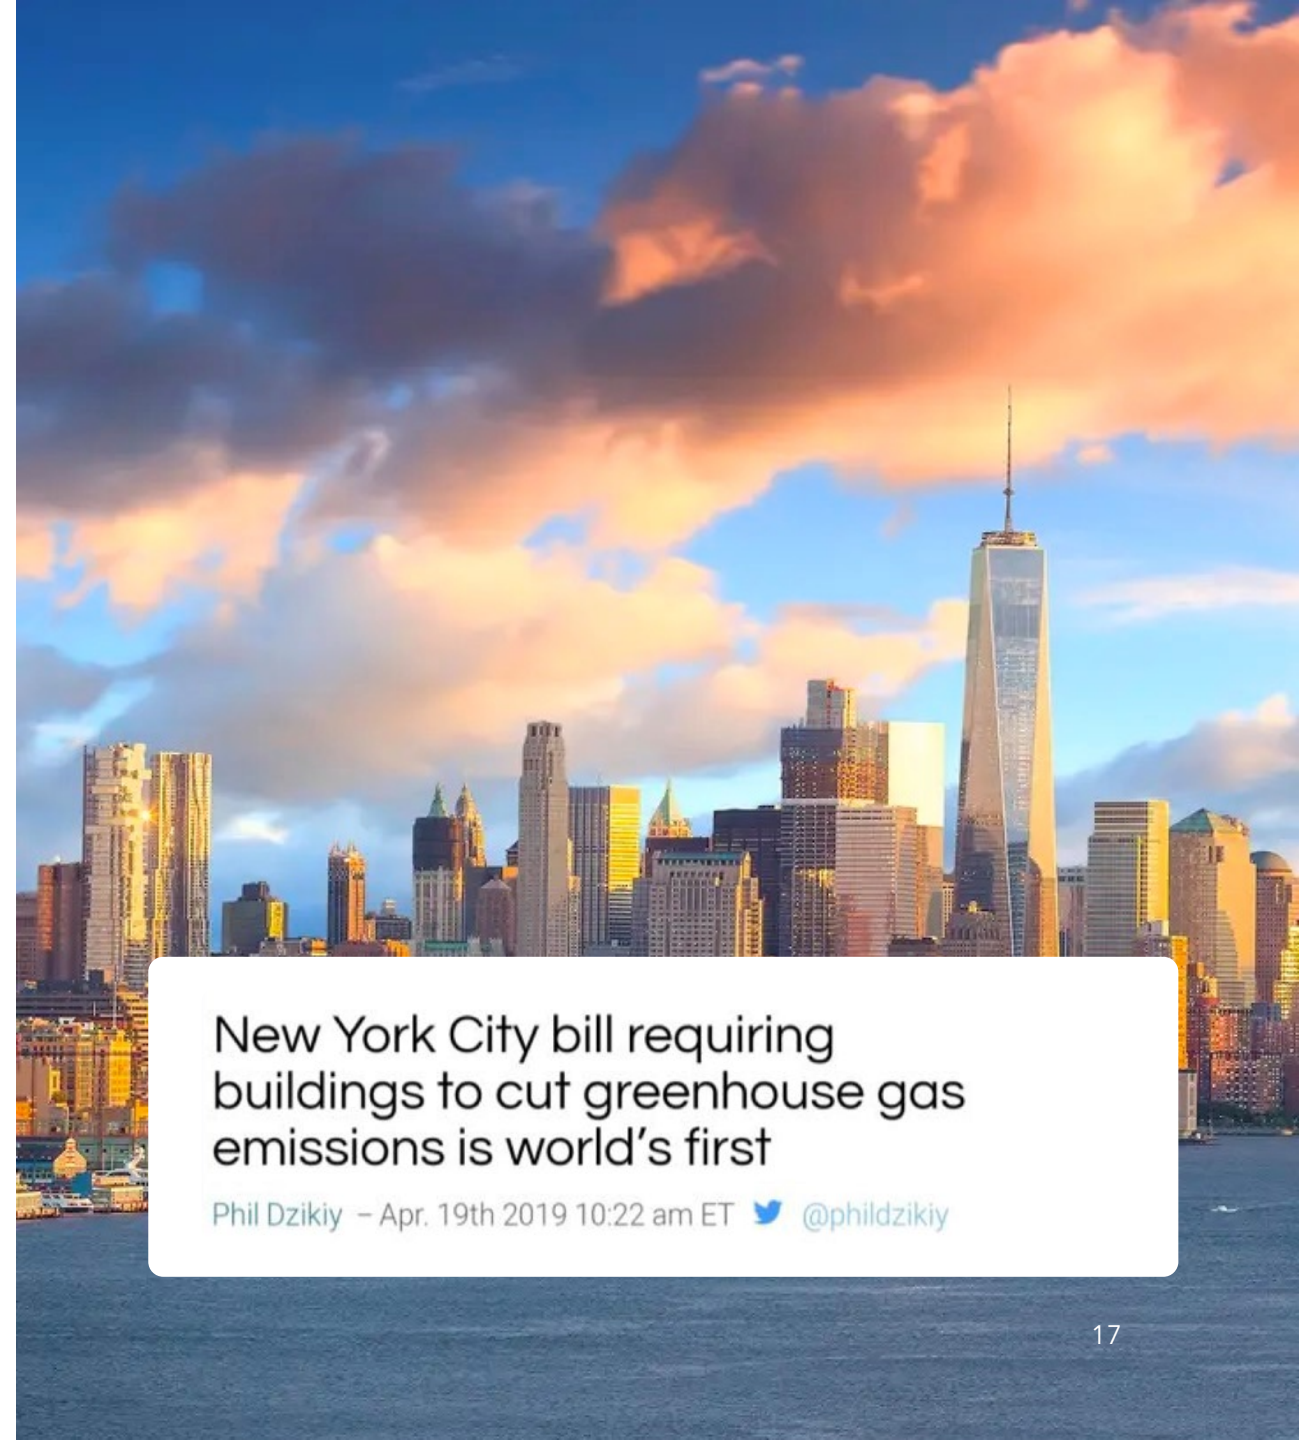 New York City bill requiring
buildings to cut greenhouse gas
emissions is world’s first
Phil Dzikiy – Apr. 19th 2019 10:22 am ET @phildzikiy
17